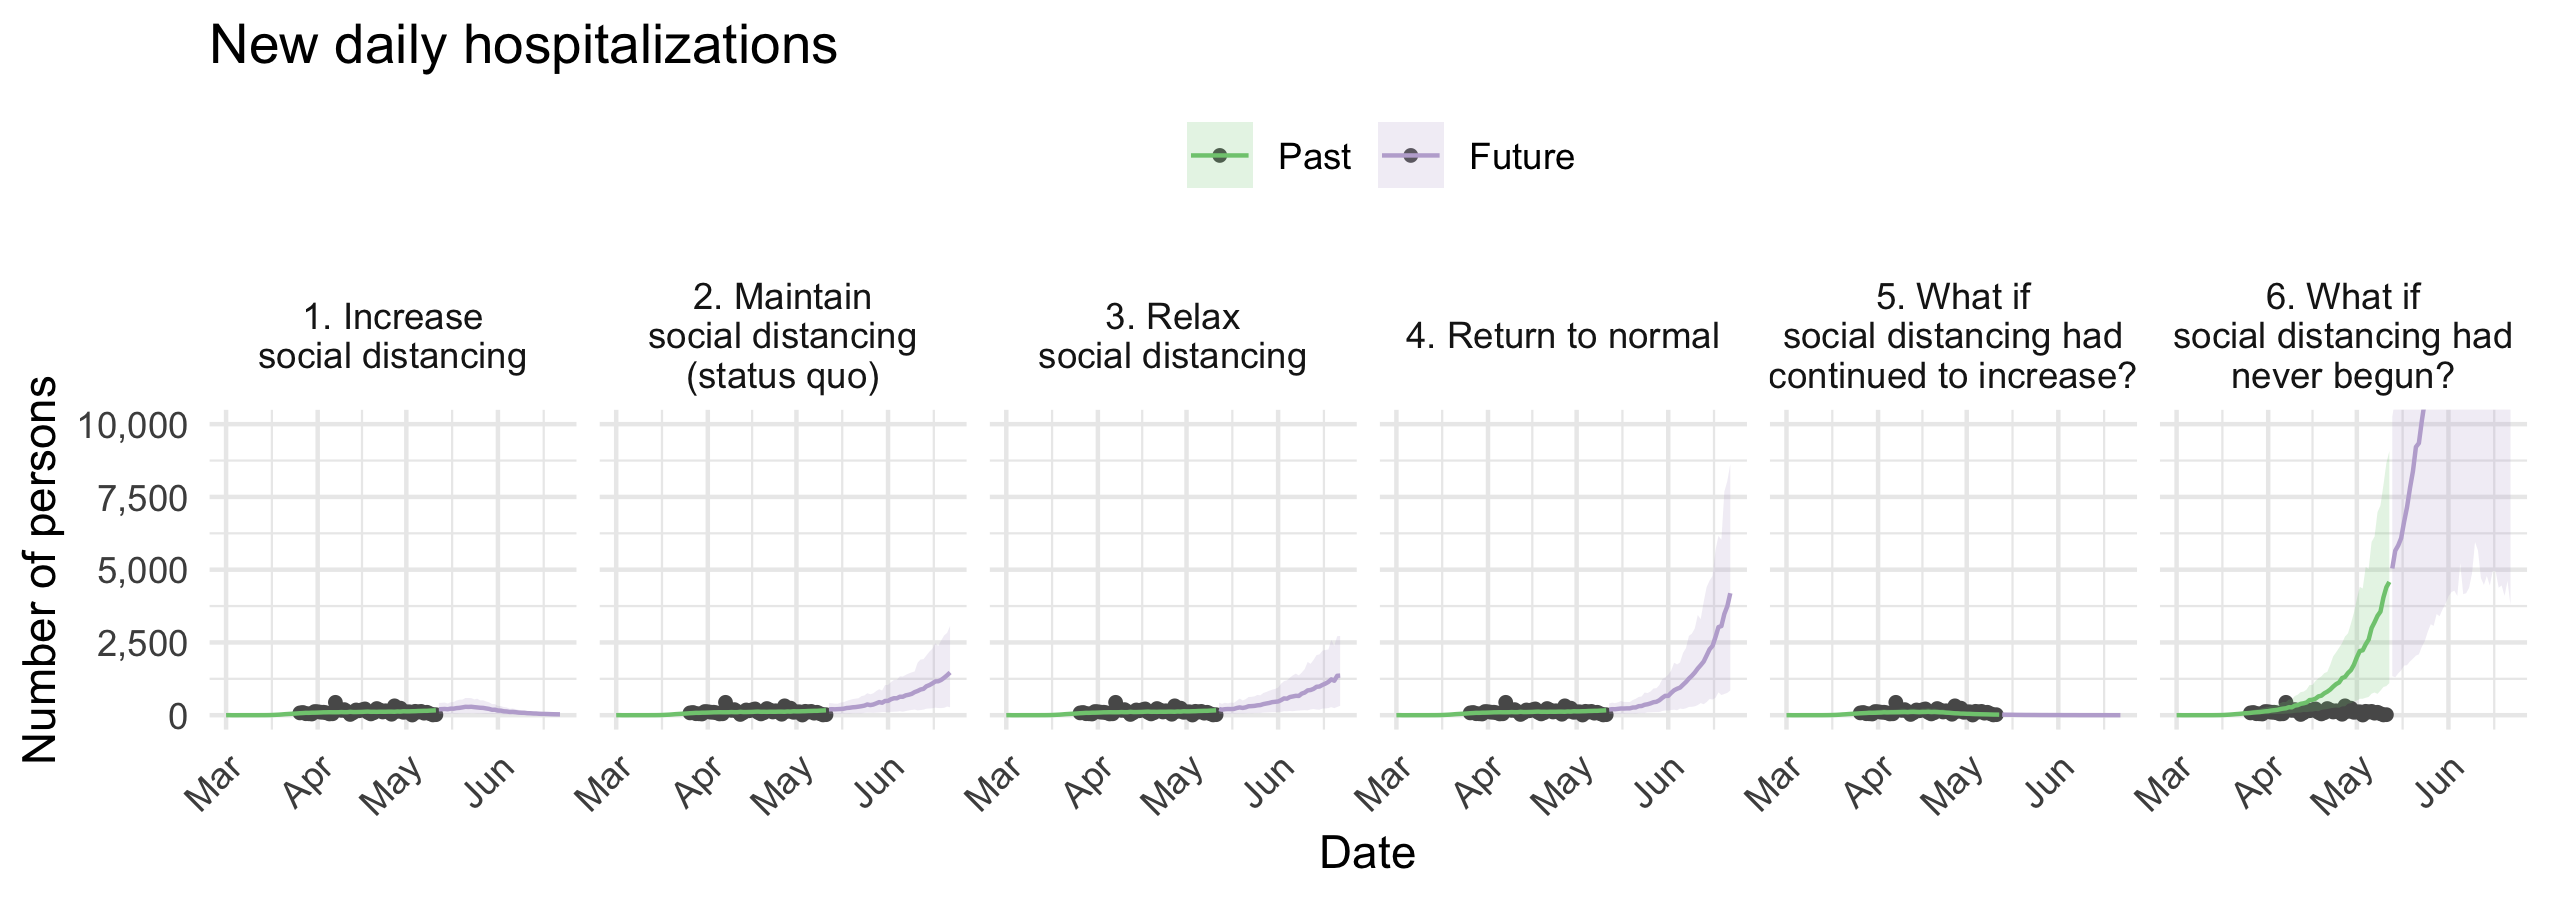 New daily hospitalizations
Past
Future
1. Increase
social distancing
2. Maintain
social distancing
(status quo)
3. Relax
social distancing
4. Return to normal
5. What if
social distancing had
continued to increase?
6. What if
social distancing had
never begun?
Number of persons
10,000
7,500
5,000
2,500
0
Mar
Apr
May
Jun
Mar
Apr
May
Jun
Mar
Apr
May
Jun
Mar
Apr
May
Jun
Mar
Apr
May
Jun
Mar
Apr
May
Jun
Date